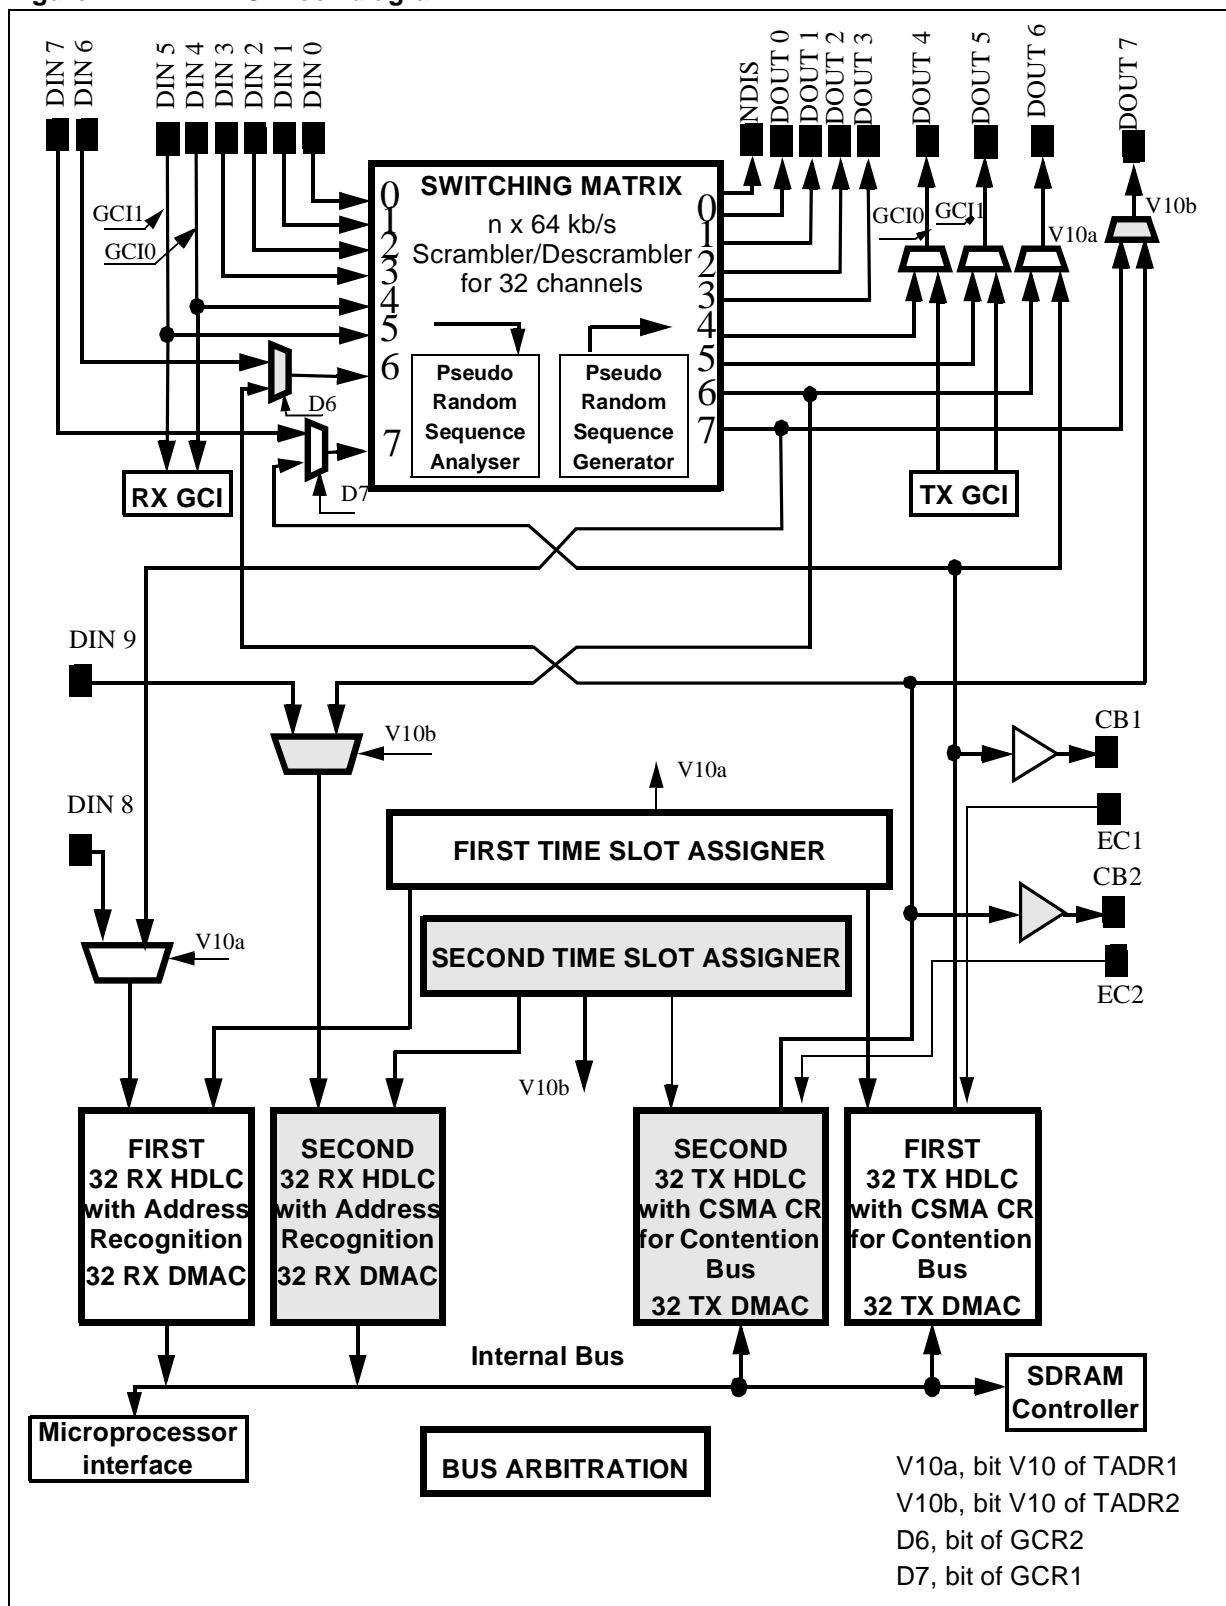 DIN 7
DIN 6
DIN 5
DIN 4
DIN 3
DIN 2
DIN 1
DIN 0
NDIS
DOUT 0
DOUT 1
DOUT 2
DOUT 3
DOUT 4
DOUT 5
DOUT 6
DOUT 7
GCI1
GCI0
SWITCHING MATRIX
n x 64 kb/s
Scrambler/Descrambler
for 32 channels
0
1
2
3
4
5
6
7
0
1
2
3
4
5
6
7
Pseudo
Random
Sequence
Analyser
Pseudo
Random
Sequence
Generator
GCI0
GCI1
V10a
V10b
D6
D7
RX GCI
TX GCI
DIN 9
V10b
CB1
V10a
DIN 8
EC1
FIRST TIME SLOT ASSIGNER
CB2
V10a
SECOND TIME SLOT ASSIGNER
EC2
V10b
FIRST
32 RX HDLC
with Address
Recognition
32 RX DMAC
SECOND
32 RX HDLC
with Address
Recognition
32 RX DMAC
SECOND
32 TX HDLC
with CSMA CR
for Contention
Bus
32 TX DMAC
FIRST
32 TX HDLC
with CSMA CR
for Contention
Bus
32 TX DMAC
Internal Bus
SDRAM
Controller
Microprocessor
interface
BUS ARBITRATION
V10a, bit V10 of TADR1
V10b, bit V10 of TADR2
D6, bit of GCR2
D7, bit of GCR1